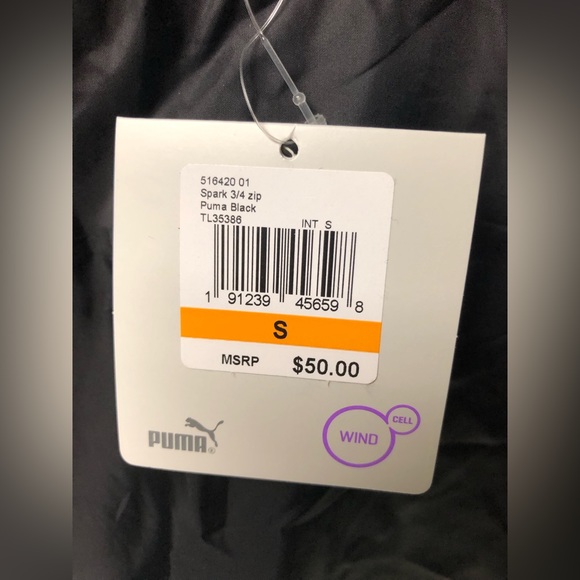 516420 01
Spark 3/4 zip
Puma Black
TL35386 INT S
1 91239 45659 8
S
MSRP $50.00
PUMA®
WIND CELL